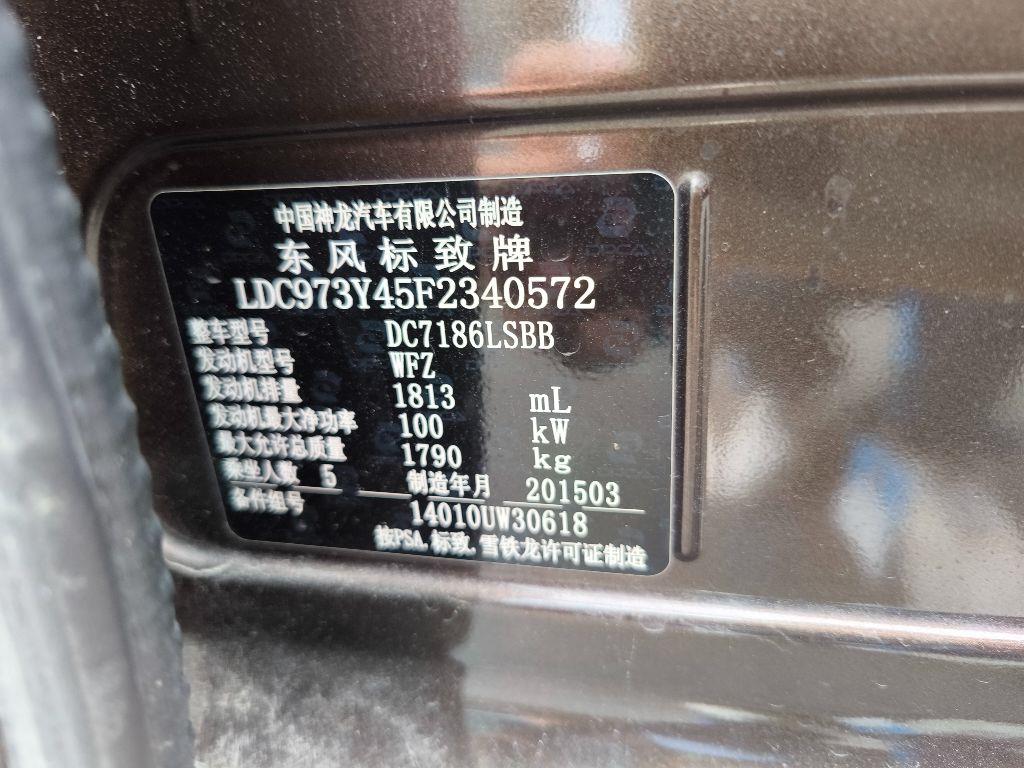 中国神龙汽车有限公司制造
东风标致牌
LDC973Y45F2340572
整车型号 DC7186LSBB
发动机型号 WFZ
发动机排量 1813 mL
发动机最大净功率 100 kW
最大允许总质量 1790 kg
乘坐人数 5 制造年月 201503
备件组号 14010UW30618
按PSA.标致.雪铁龙许可证制造